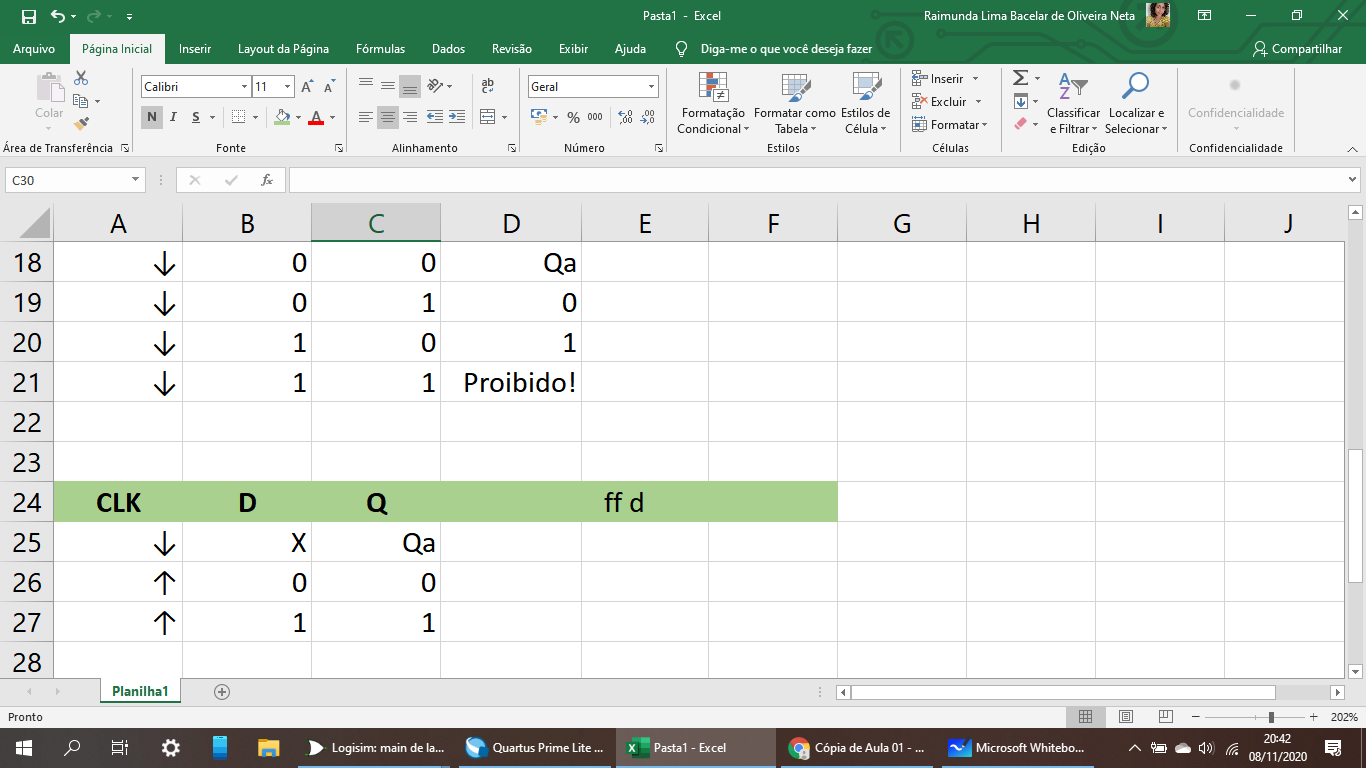 Pasta1 - Excel
Raimunda Lima Bacelar de Oliveira Neta
Arquivo Página Inicial Inserir Layout da Página Fórmulas Dados Revisão Exibir Ajuda Diga-me o que você deseja fazer Compartilhar
Colar
Área de Transferência
Calibri 11
N I S
Fonte
Alinhamento
Geral
% 000
Número
Formatação Condicional
Formatar como Tabela
Estilos de Célula
Estilos
Inserir
Excluir
Formatar
Células
Classificar e Filtrar
Localizar e Selecionar
Edição
Confidencialidade
Confidencialidade
C30 fx
A B C D E F G H I J
18 ↓ 0 0 Qa
19 ↓ 0 1 0
20 ↓ 1 0 1
21 ↓ 1 1 Proibido!
22
23
24 CLK D Q ff d
25 ↓ X Qa
26 ↑ 0 0
27 ↑ 1 1
28
Planilha1
Pronto
202%
Logisim: main de la...
Quartus Prime Lite ...
Pasta1 - Excel
Cópia de Aula 01 - ...
Microsoft Whitebo...
20:42
08/11/2020